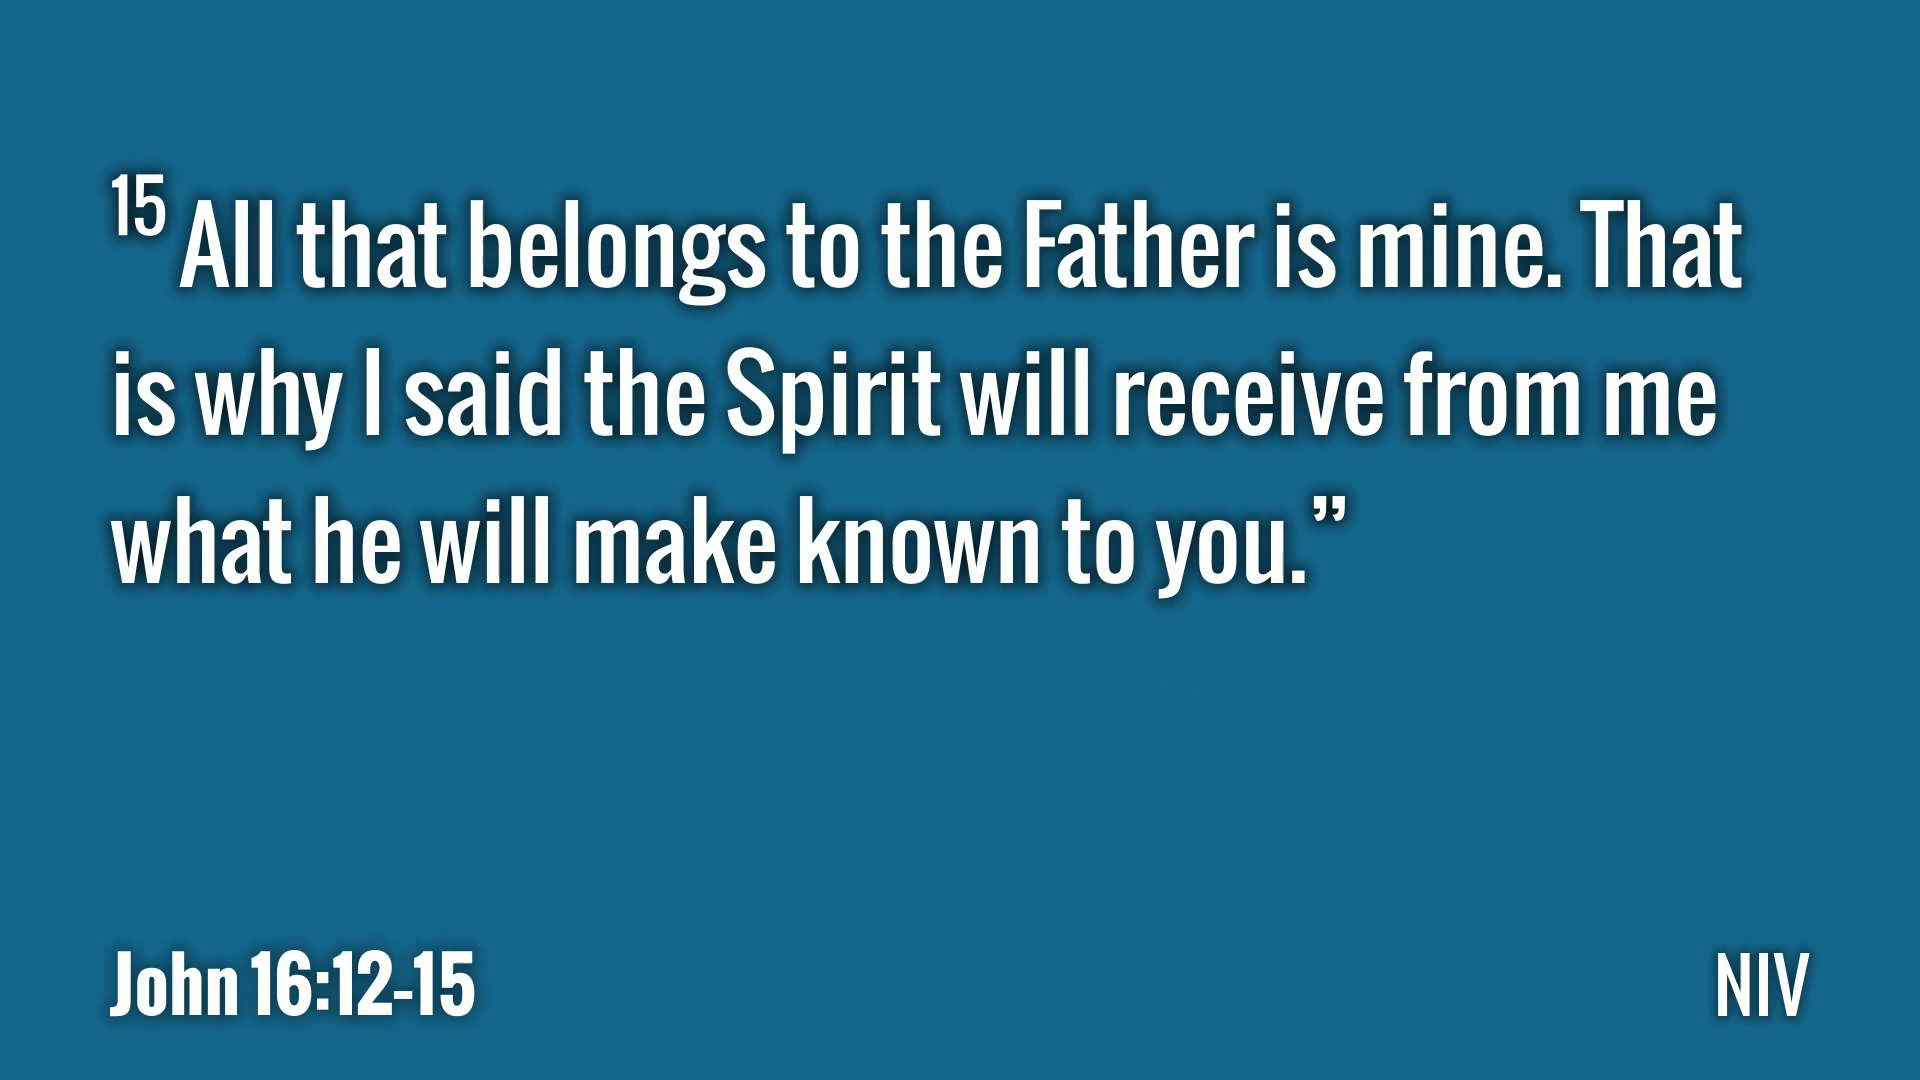 15 All that belongs to the Father is mine. That
is why I said the Spirit will receive from me
what he will make known to you.”
John 16:12-15
NIV